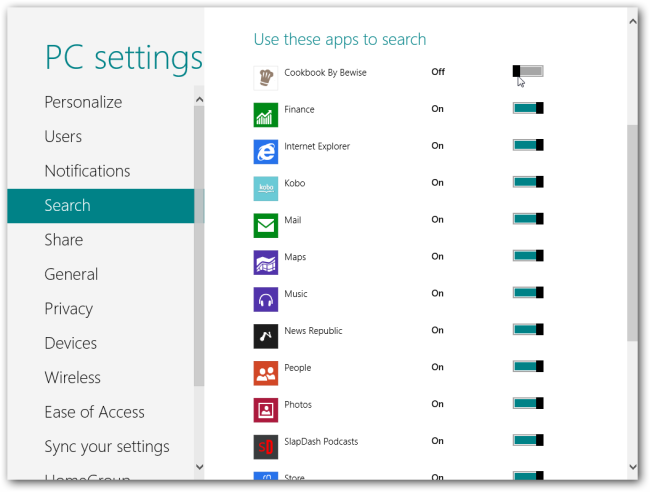 PC settings
Personalize
Users
Notifications
Search
Share
General
Privacy
Devices
Wireless
Ease of Access
Sync your settings
HomeGroup
Use these apps to search
Cookbook By Bewise Off
Finance On
Internet Explorer On
kobo
Kobo On
Mail On
Maps On
Music On
News Republic On
People On
Photos On
SD
SlapDash Podcasts On
Store On